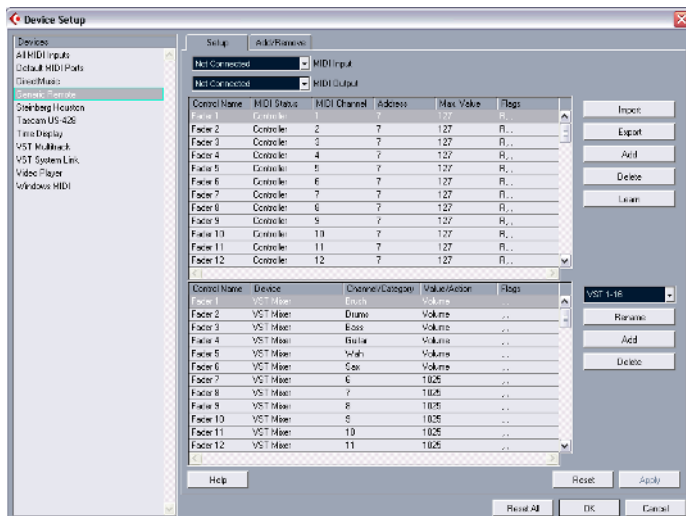 Device Setup
Devices
All MIDI Inputs
Default MIDI Ports
DirectMusic
Generic Remote
Steinberg Houston
Tascam US-428
Time Display
VST Multitrack
VST System Link
Video Player
Windows MIDI
Setup Add/Remove
Not Connected MIDI Input
Not Connected MIDI Output
Control Name MIDI Status MIDI Channel Address Max. Value Flags
Fader 1 Controller 1 7 127 R,,
Fader 2 Controller 2 7 127 R,,
Fader 3 Controller 3 7 127 R,,
Fader 4 Controller 4 7 127 R,,
Fader 5 Controller 5 7 127 R,,
Fader 6 Controller 6 7 127 R,,
Fader 7 Controller 7 7 127 R,,
Fader 8 Controller 8 7 127 R,,
Fader 9 Controller 9 7 127 R,,
Fader 10 Controller 10 7 127 R,,
Fader 11 Controller 11 7 127 R,,
Fader 12 Controller 12 7 127 R,,
Import
Export
Add
Delete
Learn
Control Name Device Channel/Category Value/Action Flags
Fader 1 VST Mixer Volume ,,
Fader 2 VST Mixer Drums Volume ,,
Fader 3 VST Mixer Bass Volume ,,
Fader 4 VST Mixer Guitar Volume ,,
Fader 5 VST Mixer Wah Volume ,,
Fader 6 VST Mixer Sax Volume ,,
Fader 7 VST Mixer 6 1025 ,,
Fader 8 VST Mixer 7 1025 ,,
Fader 9 VST Mixer 8 1025 ,,
Fader 10 VST Mixer 9 1025 ,,
Fader 11 VST Mixer 10 1025 ,,
Fader 12 VST Mixer 11 1025 ,,
VST 1-16
Rename
Add
Delete
Help
Reset
Apply
Reset All
OK
Cancel